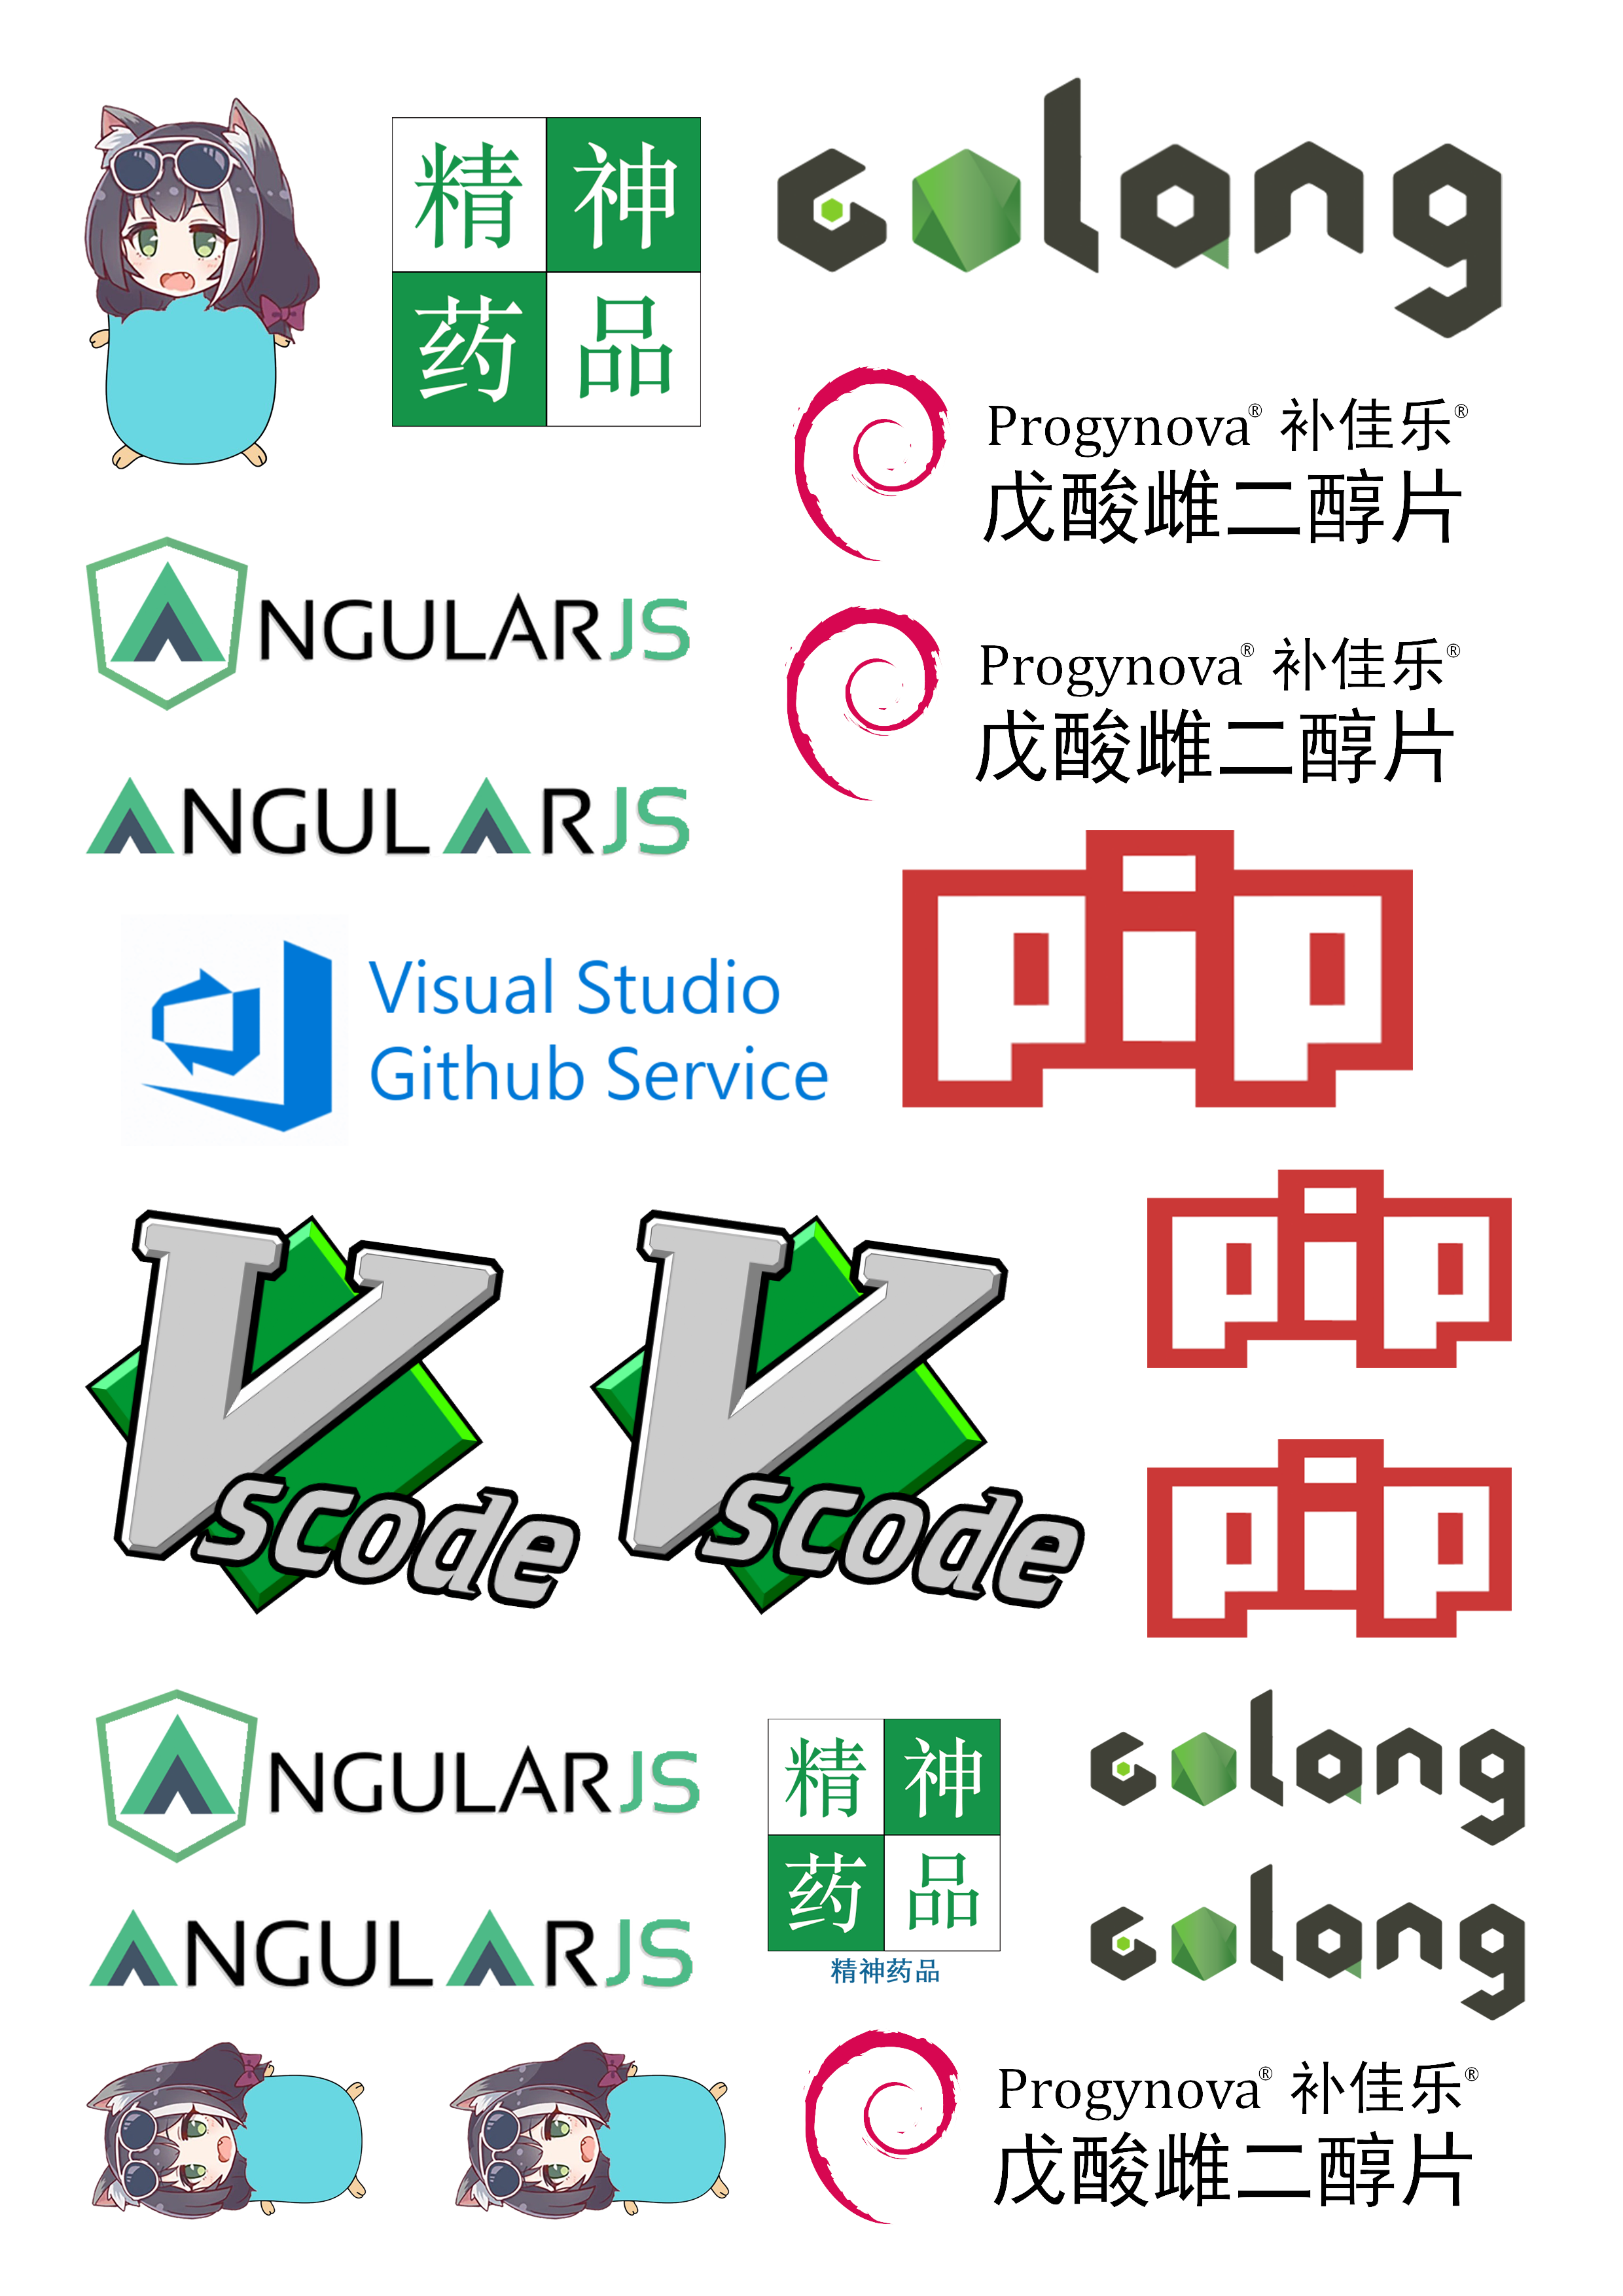 精神
药品
golang
Progynova® 补佳乐®
戊酸雌二醇片
ANGULARJS
Progynova® 补佳乐®
戊酸雌二醇片
ANGULARJS
Visual Studio
Github Service
pip
Vscode
Vscode
pip
pip
ANGULARJS
精神
药品
精神药品
golang
golang
ANGULARJS
Progynova® 补佳乐®
戊酸雌二醇片